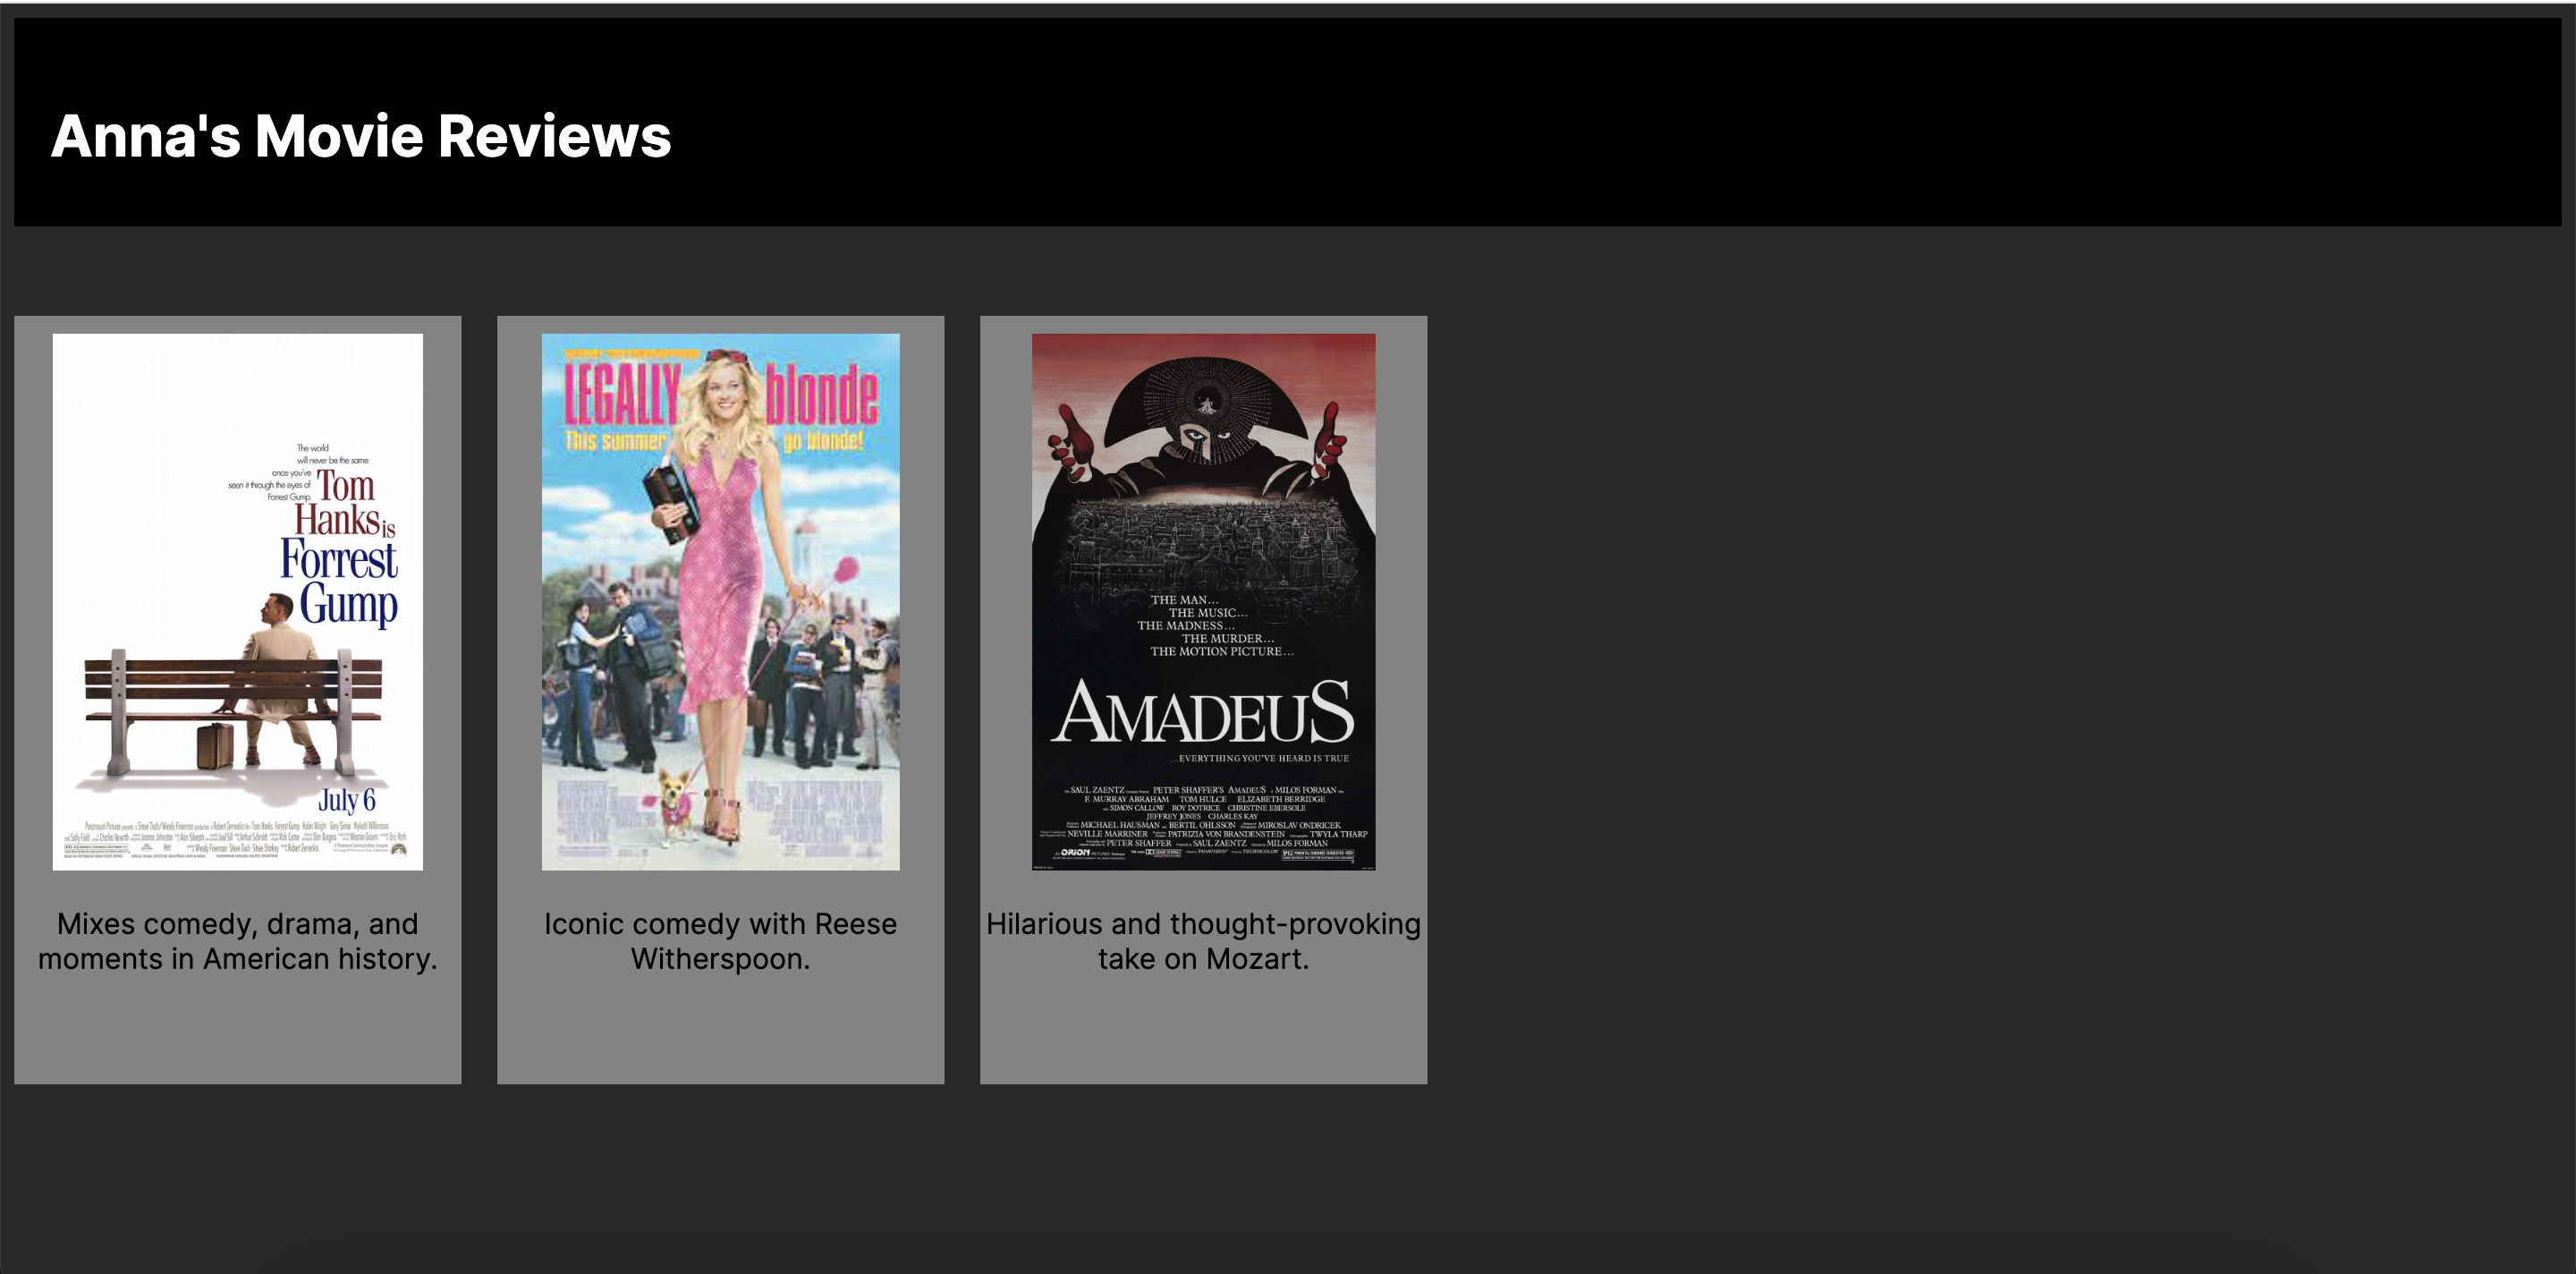 Anna's Movie Reviews
The world
will never be the same
once you've
seen it through the eyes of
Forrest Gump.
Tom
Hanks is
Forrest
Gump
July 6
Mixes comedy, drama, and
moments in American history.
LEGALLY blonde
This summer go blonde!
Iconic comedy with Reese
Witherspoon.
THE MAN...
THE MUSIC...
THE MADNESS...
THE MURDER...
THE MOTION PICTURE...
AMADEUS
...EVERYTHING YOU'VE HEARD IS TRUE
SAUL ZAENTZ PETER SHAFFER'S AMADEUS MILOS FORMAN
F. MURRAY ABRAHAM TOM HULCE ELIZABETH BERRIDGE
SIMON CALLOW ROY DOTRICE CHRISTINE EBERSOLE
JEFFREY JONES CHARLES KAY
MICHAEL HAUSMAN BERTIL OHLSSON MIROSLAV ONDRICEK
NEVILLE MARRINER PATRIZIA VON BRANDENSTEIN TWYLA THARP
PETER SHAFFER SAUL ZAENTZ MILOS FORMAN
ORION PANAVISION TECHNICOLOR PG
Hilarious and thought-provoking
take on Mozart.